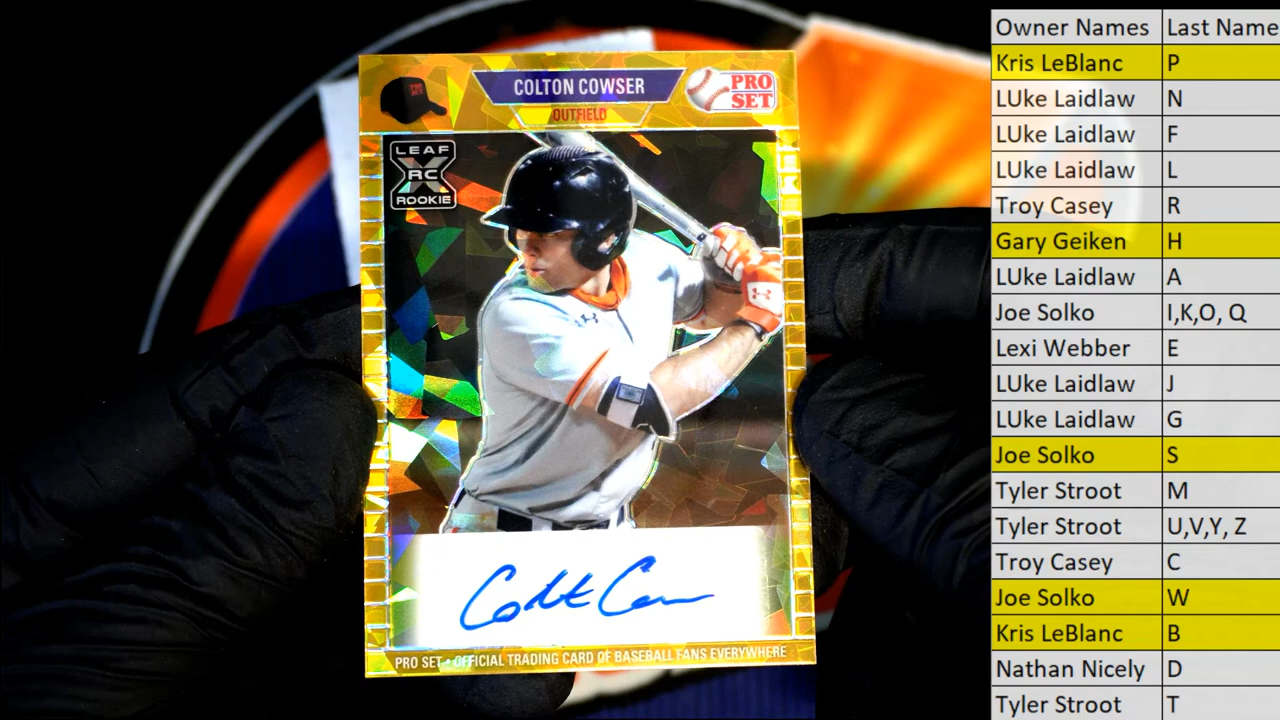 COLTON COWSER
OUTFIELD
PRO
SET
LEAF
RC
ROOKIE
Colt Cow
PRO SET • OFFICIAL TRADING CARD OF BASEBALL FANS EVERYWHERE
Owner Names Last Name
Kris LeBlanc P
LUke Laidlaw N
LUke Laidlaw F
LUke Laidlaw L
Troy Casey R
Gary Geiken H
LUke Laidlaw A
Joe Solko I,K,O, Q
Lexi Webber E
LUke Laidlaw J
LUke Laidlaw G
Joe Solko S
Tyler Stroot M
Tyler Stroot U,V,Y, Z
Troy Casey C
Joe Solko W
Kris LeBlanc B
Nathan Nicely D
Tyler Stroot T